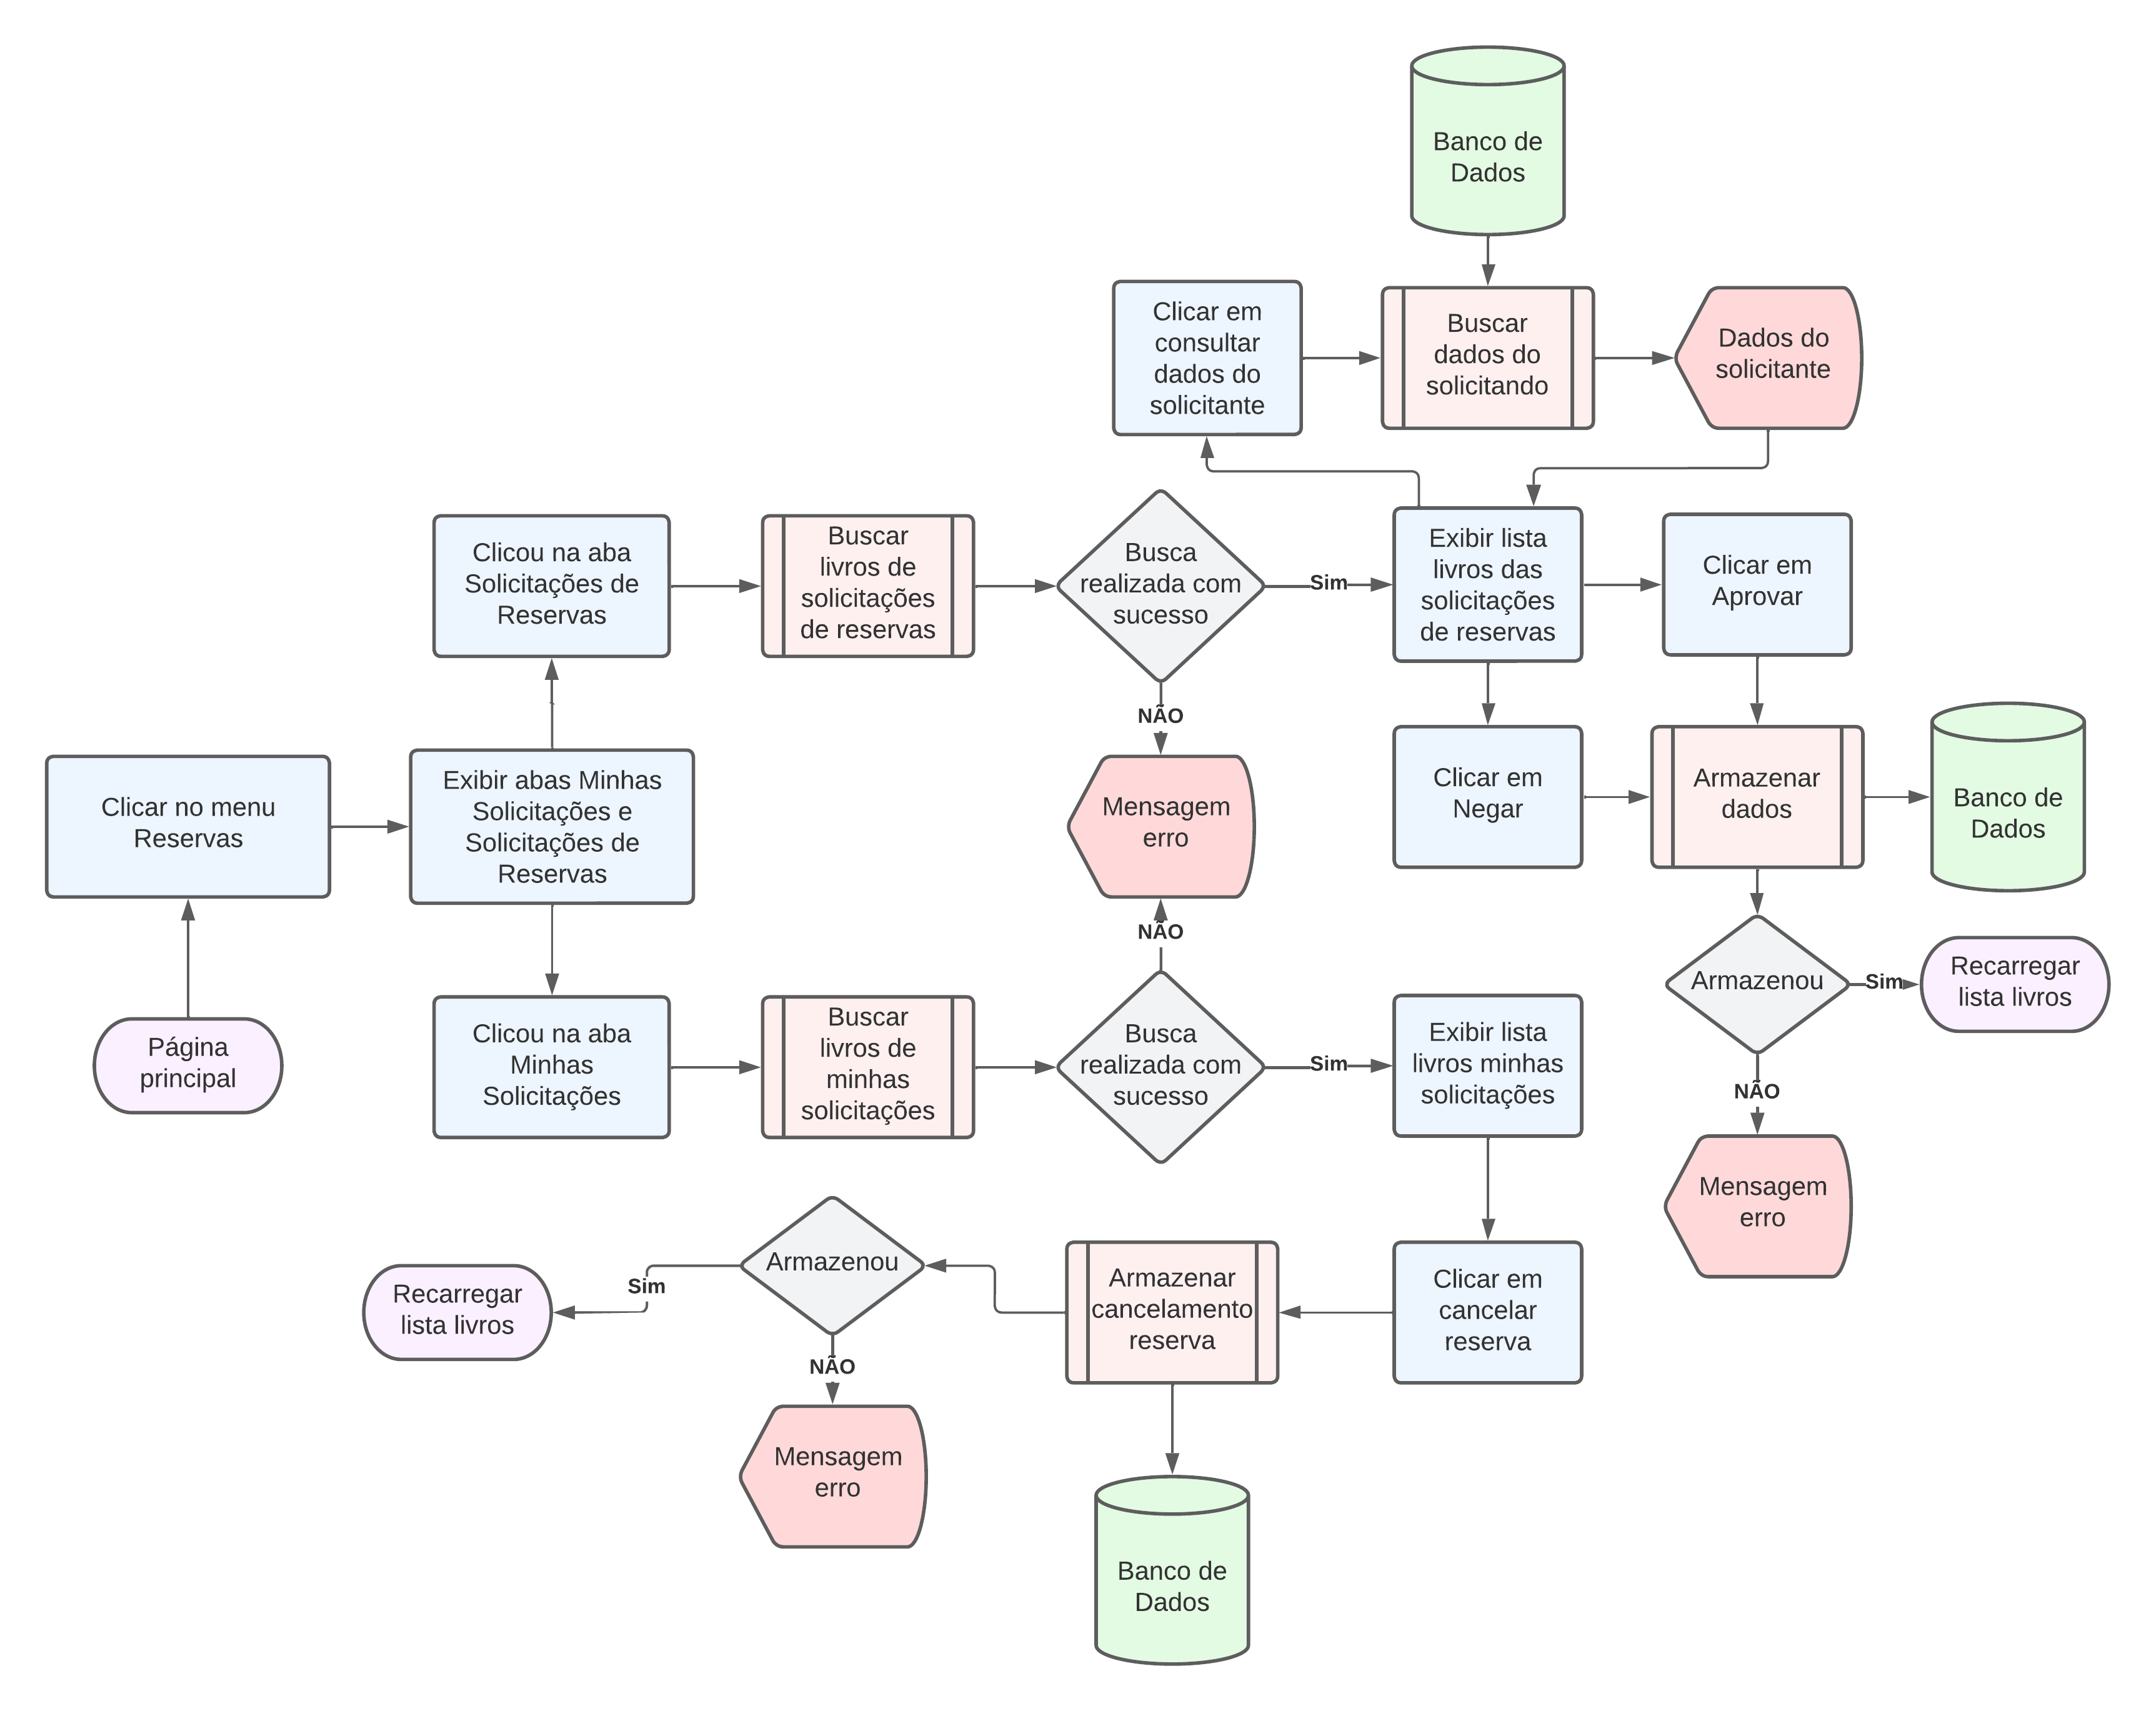 Banco de
Dados
Clicar em
consultar
dados do
solicitante
Buscar
dados do
solicitando
Dados do
solicitante
Clicou na aba
Solicitações de
Reservas
Buscar
livros de
solicitações
de reservas
Busca
realizada com
sucesso
Sim
Exibir lista
livros das
solicitações
de reservas
Clicar em
Aprovar
NÃO
Clicar no menu
Reservas
Exibir abas Minhas
Solicitações e
Solicitações de
Reservas
Mensagem
erro
Clicar em
Negar
Armazenar
dados
Banco de
Dados
NÃO
Armazenou
Sim
Recarregar
lista livros
Página
principal
Clicou na aba
Minhas
Solicitações
Buscar
livros de
minhas
solicitações
Busca
realizada com
sucesso
Sim
Exibir lista
livros minhas
solicitações
NÃO
Mensagem
erro
Recarregar
lista livros
Sim
Armazenou
Armazenar
cancelamento
reserva
Clicar em
cancelar
reserva
NÃO
Mensagem
erro
Banco de
Dados